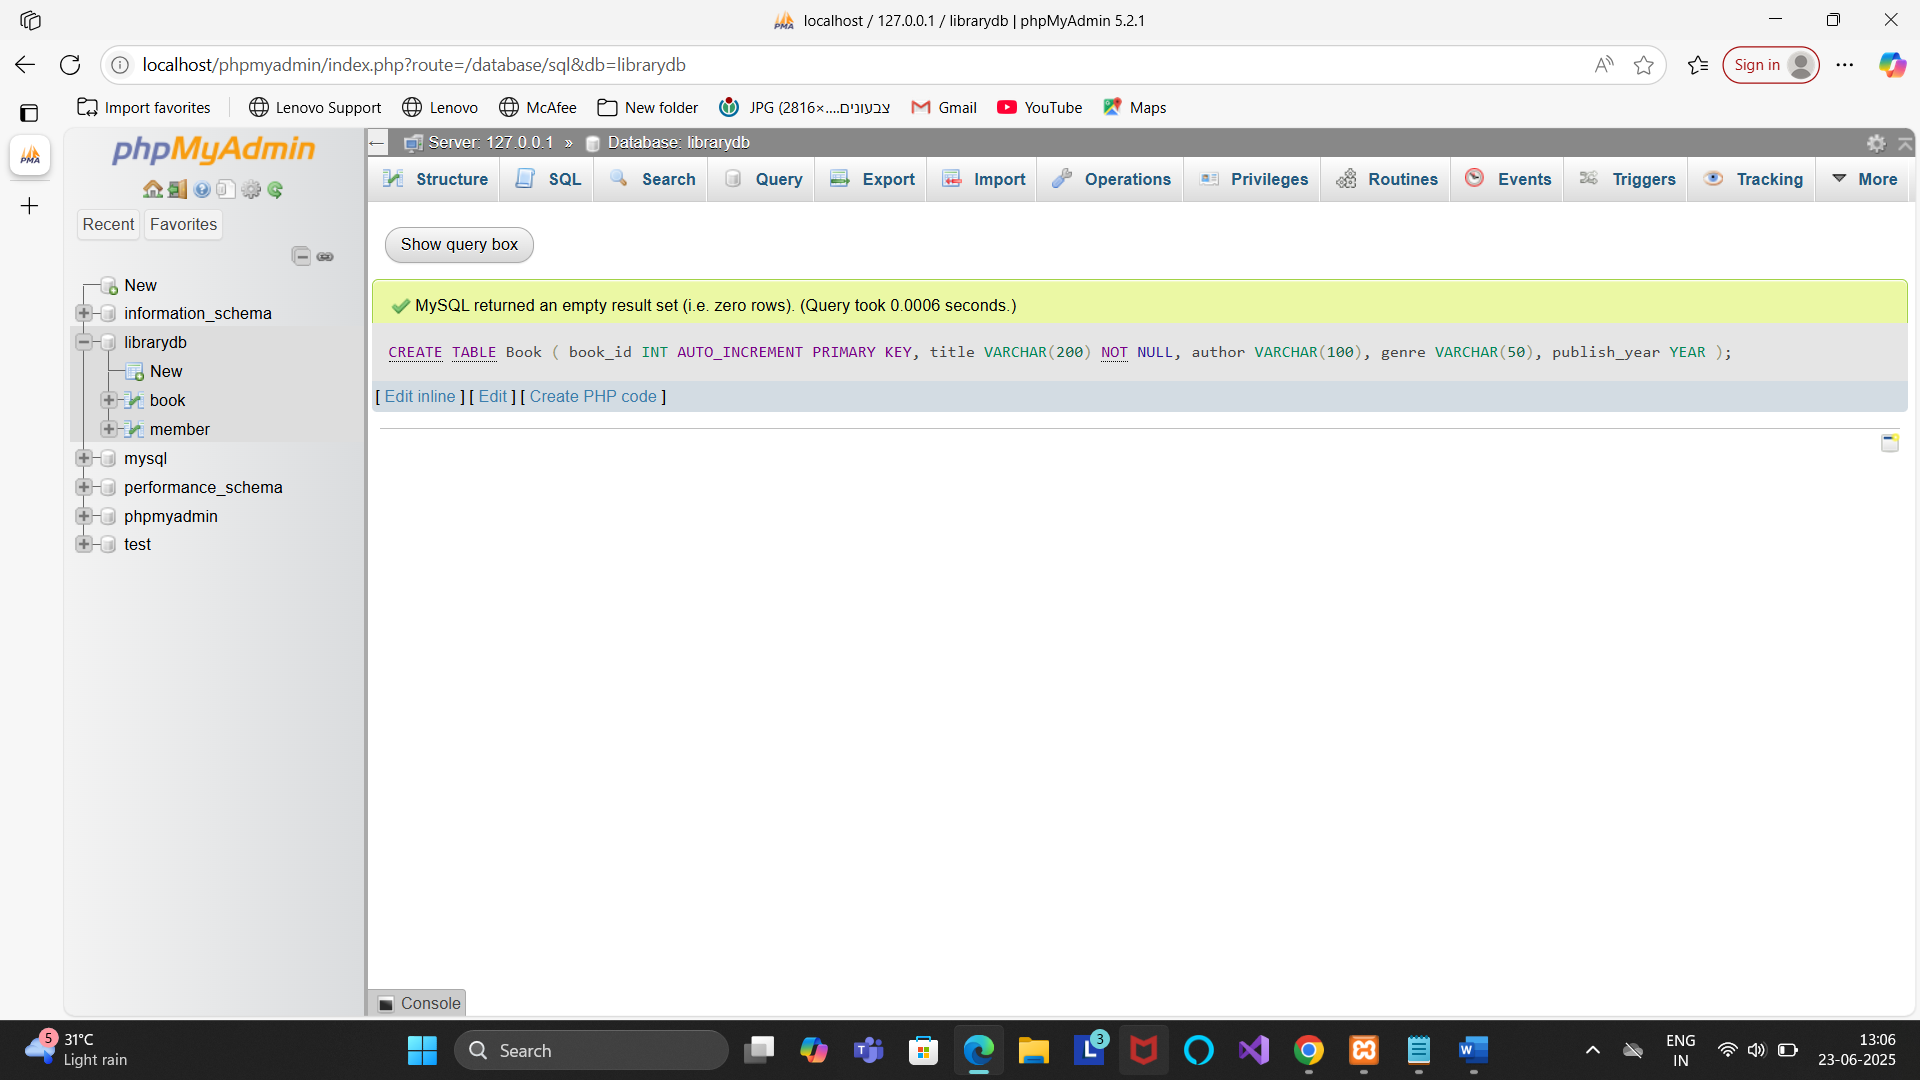 localhost / 127.0.0.1 / librarydb | phpMyAdmin 5.2.1
localhost/phpmyadmin/index.php?route=/database/sql&db=librarydb
Sign in
Import favorites
Lenovo Support
Lenovo
McAfee
New folder
JPG (2816×....צבעונים
Gmail
YouTube
Maps
PMA
phpMyAdmin
Recent
Favorites
New
information_schema
librarydb
New
book
member
mysql
performance_schema
phpmyadmin
test
Server: 127.0.0.1 » Database: librarydb
Structure
SQL
Search
Query
Export
Import
Operations
Privileges
Routines
Events
Triggers
Tracking
More
Show query box
MySQL returned an empty result set (i.e. zero rows). (Query took 0.0006 seconds.)
CREATE TABLE Book ( book_id INT AUTO_INCREMENT PRIMARY KEY, title VARCHAR(200) NOT NULL, author VARCHAR(100), genre VARCHAR(50), publish_year YEAR );
[ Edit inline ] [ Edit ] [ Create PHP code ]
Console
5
31°C
Light rain
Search
3
ENG
IN
13:06
23-06-2025